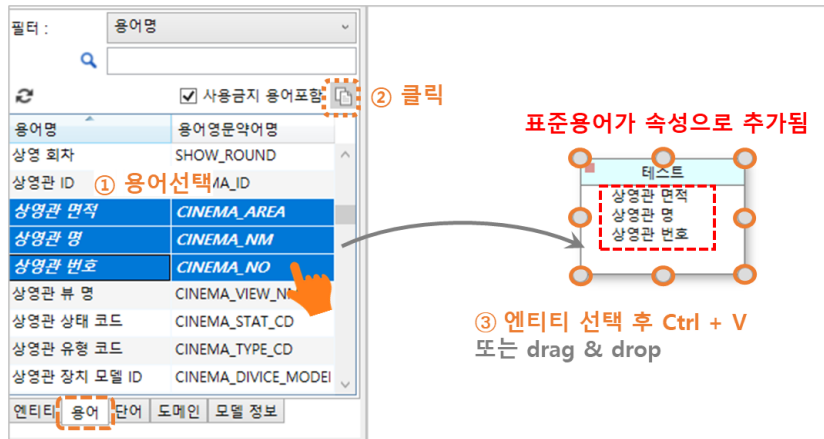 필터 : 용어명
사용금지 용어포함
② 클릭
용어명 용어영문약어명
상영 회차 SHOW_ROUND
상영관 ID MA_ID
① 용어선택
상영관 면적 CINEMA_AREA
상영관 명 CINEMA_NM
상영관 번호 CINEMA_NO
상영관 뷰 명 CINEMA_VIEW_N
상영관 상태 코드 CINEMA_STAT_CD
상영관 유형 코드 CINEMA_TYPE_CD
상영관 장치 모델 ID CINEMA_DIVICE_MODEI
엔티티 용어 단어 도메인 모델 정보
표준용어가 속성으로 추가됨
테스트
상영관 면적
상영관 명
상영관 번호
③ 엔티티 선택 후 Ctrl + V
또는 drag & drop